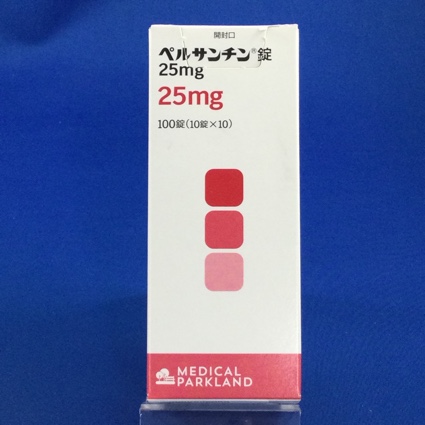 開封口
ペルサンチン®錠
25mg
25mg
100錠(10錠×10)
MEDICAL
PARKLAND